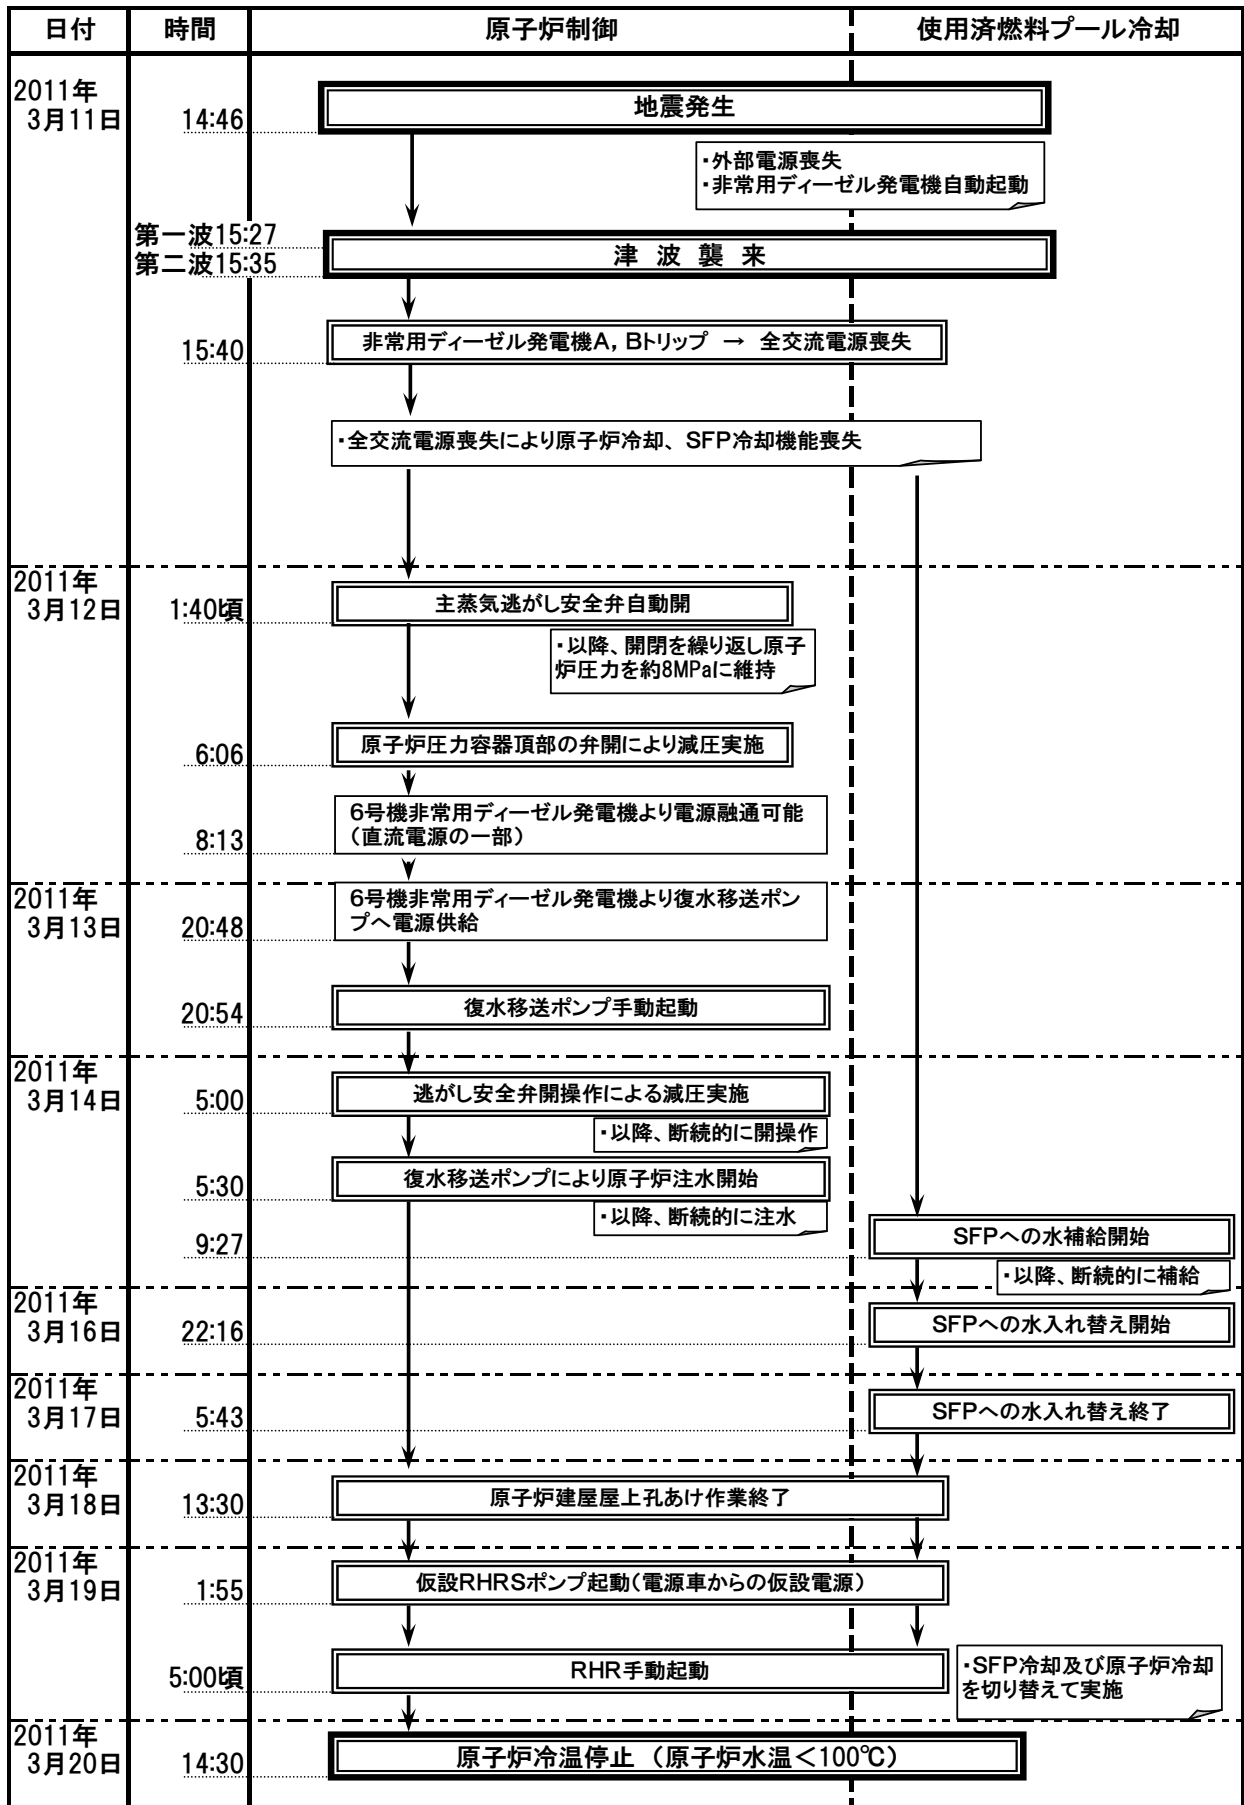 日付 時間 原子炉制御 使用済燃料プール冷却
2011年
3月11日 14:46 地震発生
・外部電源喪失
・非常用ディーゼル発電機自動起動
第一波15:27
第二波15:35 津 波 襲 来
15:40 非常用ディーゼル発電機A，Bトリップ → 全交流電源喪失
・全交流電源喪失により原子炉冷却、SFP冷却機能喪失
2011年
3月12日 1:40頃 主蒸気逃がし安全弁自動開
・以降、開閉を繰り返し原子
炉圧力を約8MPaに維持
6:06 原子炉圧力容器頂部の弁開により減圧実施
6号機非常用ディーゼル発電機より電源融通可能
8:13 （直流電源の一部）
2011年
3月13日 20:48 6号機非常用ディーゼル発電機より復水移送ポン
プへ電源供給
20:54 復水移送ポンプ手動起動
2011年
3月14日 5:00 逃がし安全弁開操作による減圧実施
・以降、断続的に開操作
5:30 復水移送ポンプにより原子炉注水開始
・以降、断続的に注水
9:27 SFPへの水補給開始
・以降、断続的に補給
2011年
3月16日 22:16 SFPへの水入れ替え開始
2011年
3月17日 5:43 SFPへの水入れ替え終了
2011年
3月18日 13:30 原子炉建屋屋上孔あけ作業終了
2011年
3月19日 1:55 仮設RHRSポンプ起動（電源車からの仮設電源）
5:00頃 RHR手動起動
・SFP冷却及び原子炉冷却
を切り替えて実施
2011年
3月20日 14:30 原子炉冷温停止 （原子炉水温＜100℃）